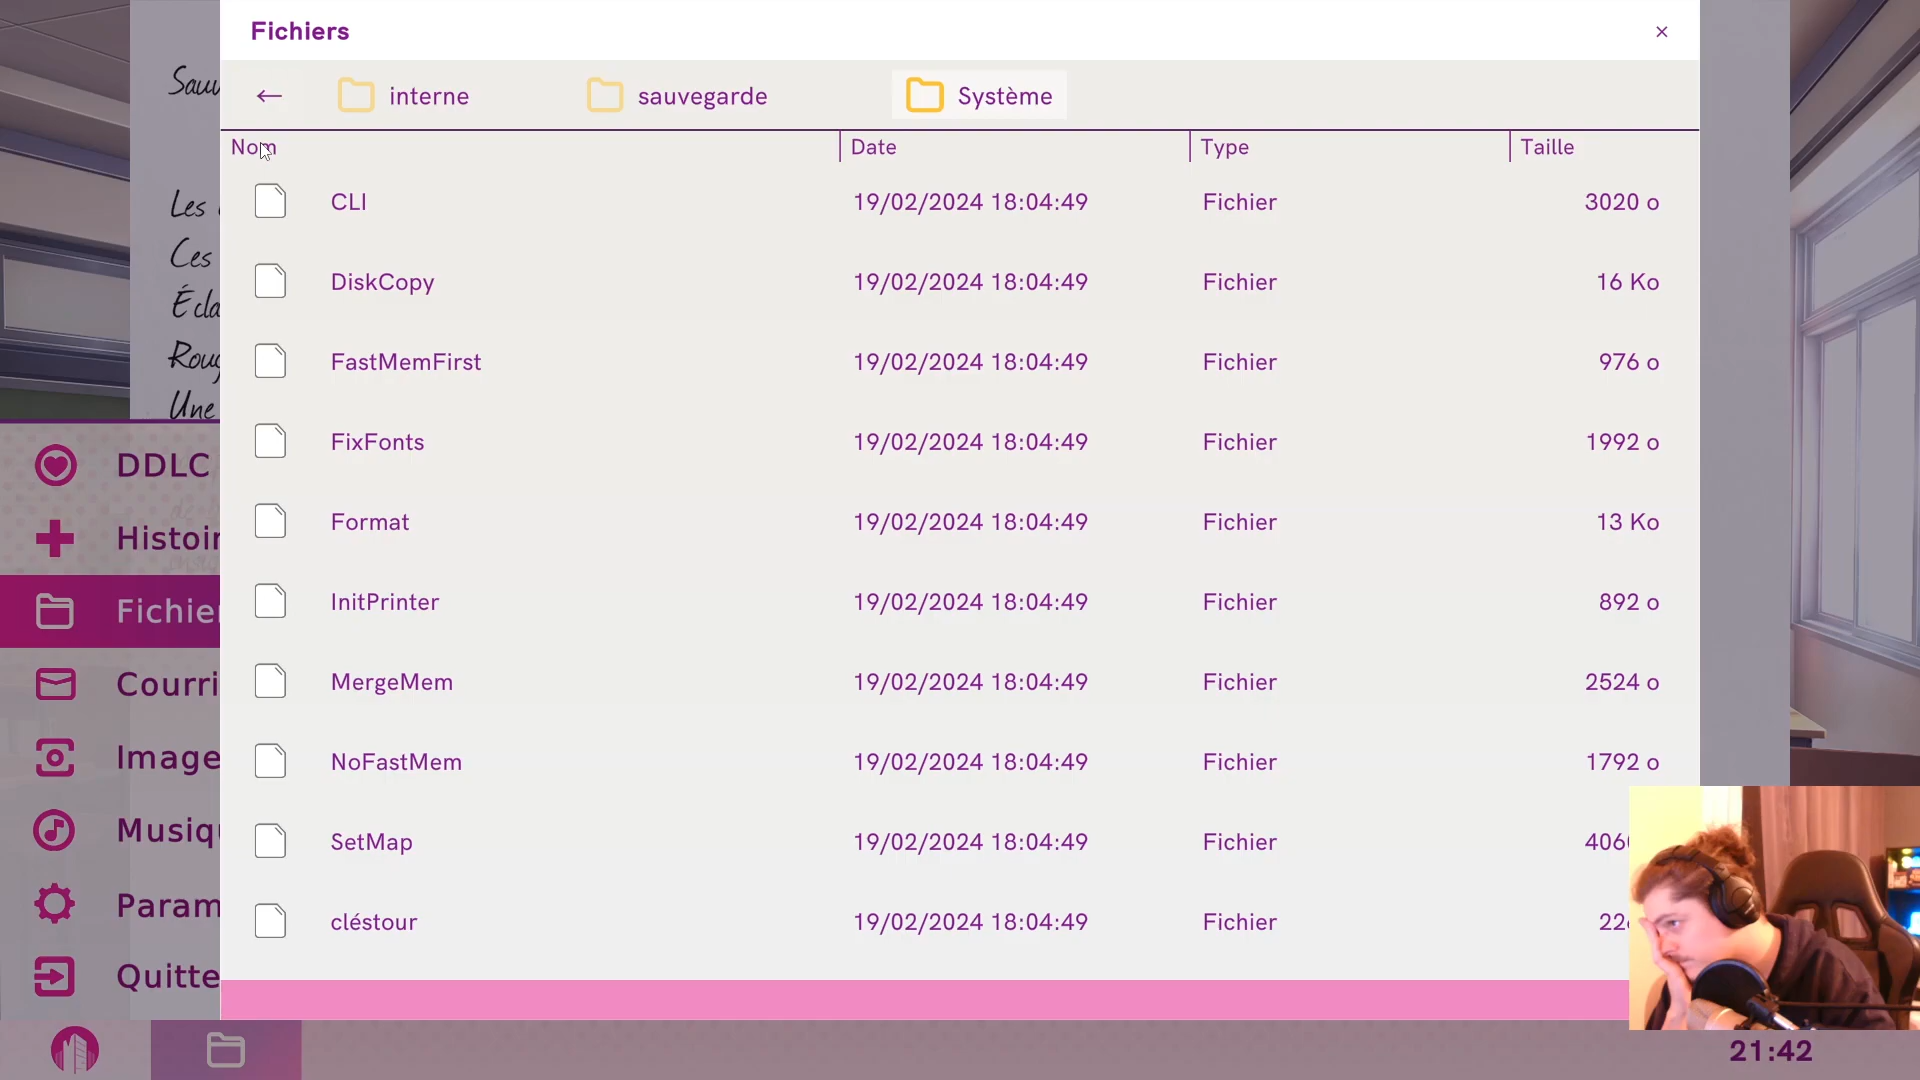 Fichiers
×
← interne sauvegarde Système
Nom Date Type Taille
CLI 19/02/2024 18:04:49 Fichier 3020 o
DiskCopy 19/02/2024 18:04:49 Fichier 16 Ko
FastMemFirst 19/02/2024 18:04:49 Fichier 976 o
FixFonts 19/02/2024 18:04:49 Fichier 1992 o
Format 19/02/2024 18:04:49 Fichier 13 Ko
InitPrinter 19/02/2024 18:04:49 Fichier 892 o
MergeMem 19/02/2024 18:04:49 Fichier 2524 o
NoFastMem 19/02/2024 18:04:49 Fichier 1792 o
SetMap 19/02/2024 18:04:49 Fichier
cléstour 19/02/2024 18:04:49 Fichier
Les
Ces
Une
DDLC
Histoir
Fichie
Courri
Image
Musiq
Param
Quitte
21:42